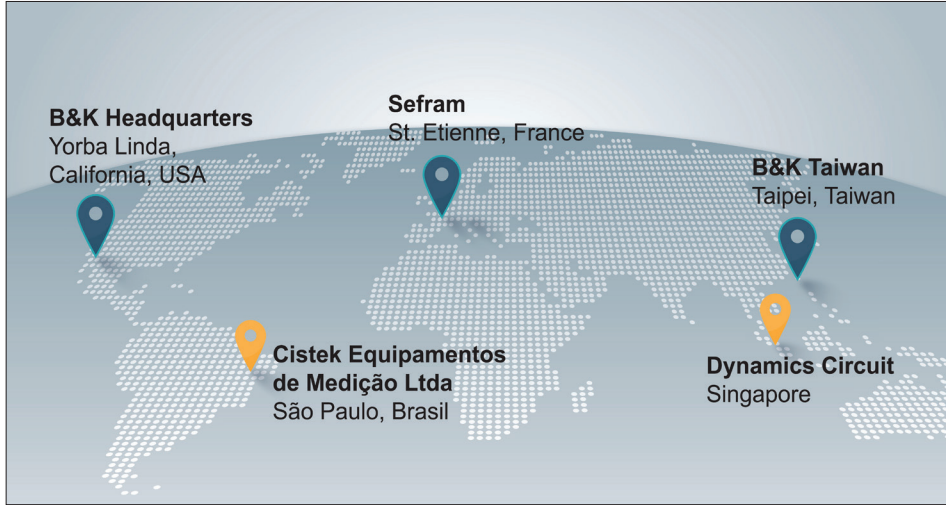 B&K Headquarters
Yorba Linda,
California, USA
Sefram
St. Etienne, France
B&K Taiwan
Taipei, Taiwan
Cistek Equipamentos
de Medição Ltda
São Paulo, Brasil
Dynamics Circuit
Singapore